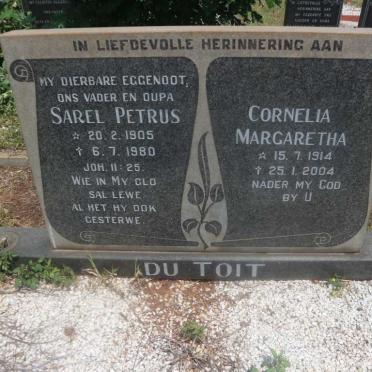 IN LIEFDEVOLLE HERINNERING AAN
MY DIERBARE EGGENOOT,
ONS VADER EN OUPA
SAREL PETRUS
☆ 20. 2. 1905
✝ 6. 7. 1980
JOH. 11: 25.
WIE IN MY GLO
SAL LEWE
AL HET HY OOK
GESTERWE.
CORNELIA
MARGARETHA
☆ 15. 7. 1914
✝ 25. 1. 2004
NADER MY GOD
BY U
DU TOIT